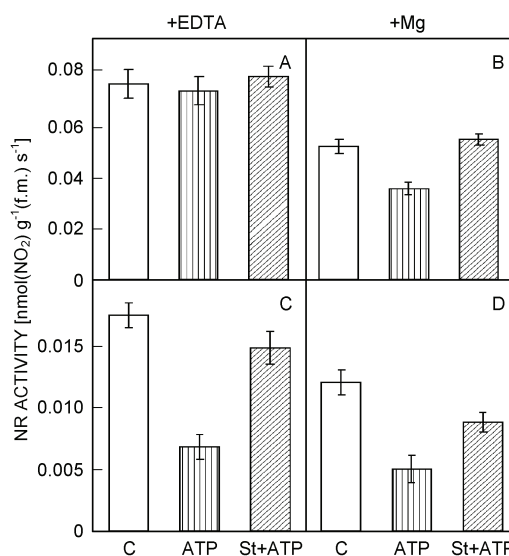 +EDTA +Mg
A B
0.08
0.06
0.04
0.02
0
C D
0.015
0.010
0.005
0
NR ACTIVITY [nmol(NO₂) g⁻¹(f.m.) s⁻¹]
C ATP St+ATP C ATP St+ATP